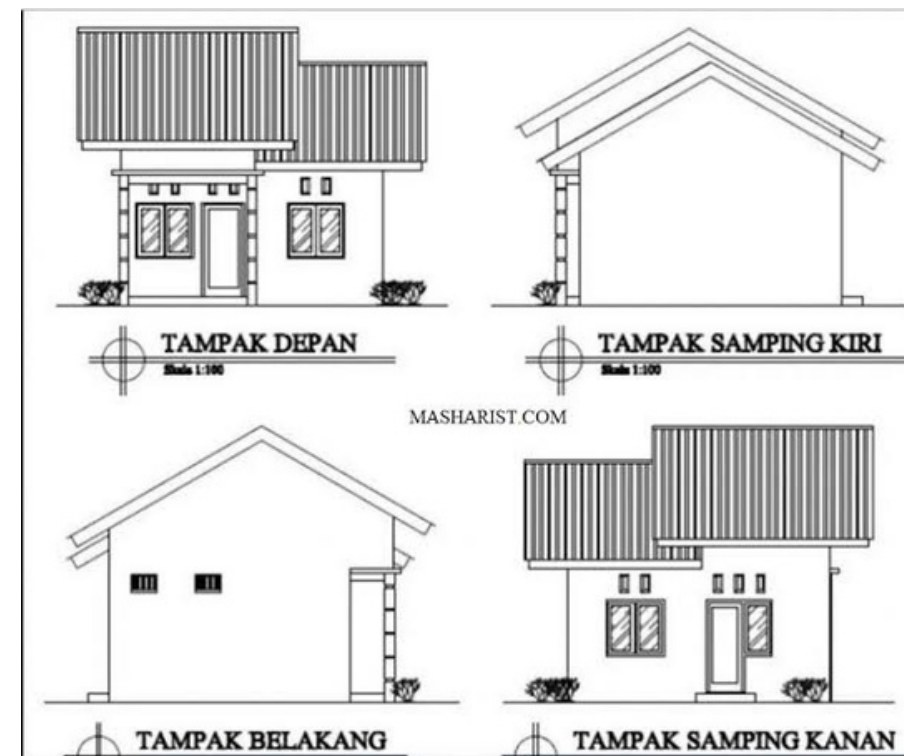 TAMPAK DEPAN
Skala 1:100
TAMPAK SAMPING KIRI
Skala 1:100
MASHARIST.COM
TAMPAK BELAKANG
TAMPAK SAMPING KANAN